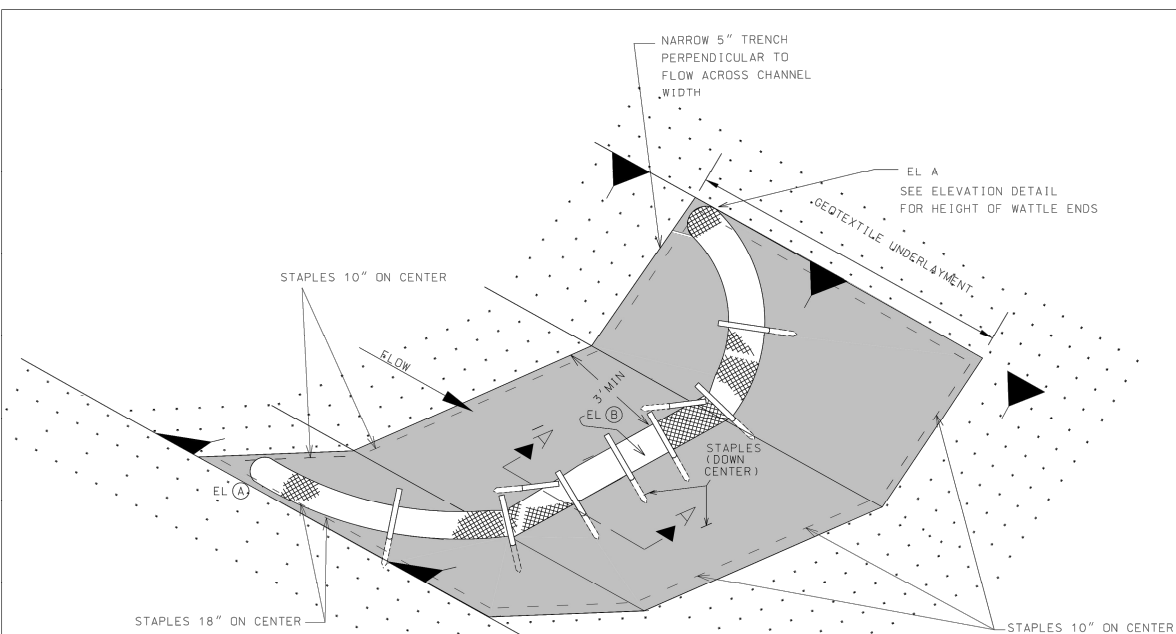 NARROW 5" TRENCH
PERPENDICULAR TO
FLOW ACROSS CHANNEL
WIDTH
EL A
SEE ELEVATION DETAIL
FOR HEIGHT OF WATTLE ENDS
GEOTEXTILE UNDERLAYMENT
STAPLES 10" ON CENTER
FLOW
3' MIN
EL B
A
STAPLES
(DOWN
CENTER)
EL A
A
STAPLES 18" ON CENTER
STAPLES 10" ON CENTER